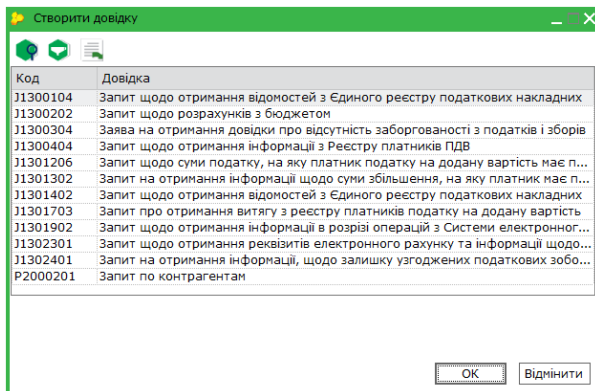 Створити довідку
Код Довідка
J1300104 Запит щодо отримання відомостей з Єдиного реєстру податкових накладних
J1300202 Запит щодо розрахунків з бюджетом
J1300304 Заява на отримання довідки про відсутність заборгованості з податків і зборів
J1300404 Запит щодо отримання інформації з Реєстру платників ПДВ
J1301206 Запит щодо суми податку, на яку платник податку на додану вартість має п...
J1301302 Запит на отримання інформації щодо суми збільшення, на яку платник має п...
J1301402 Запит щодо отримання відомостей з Єдиного реєстру податкових накладних
J1301703 Запит про отримання витягу з реєстру платників податку на додану вартість
J1301902 Запит щодо отримання інформації в розрізі операцій з Системи електронног...
J1302301 Запит щодо отримання реквізитів електронного рахунку та інформації щодо...
J1302401 Запит на отримання інформації, щодо залишку узгоджених податкових зобо...
P2000201 Запит по контрагентам
OK Відмінити